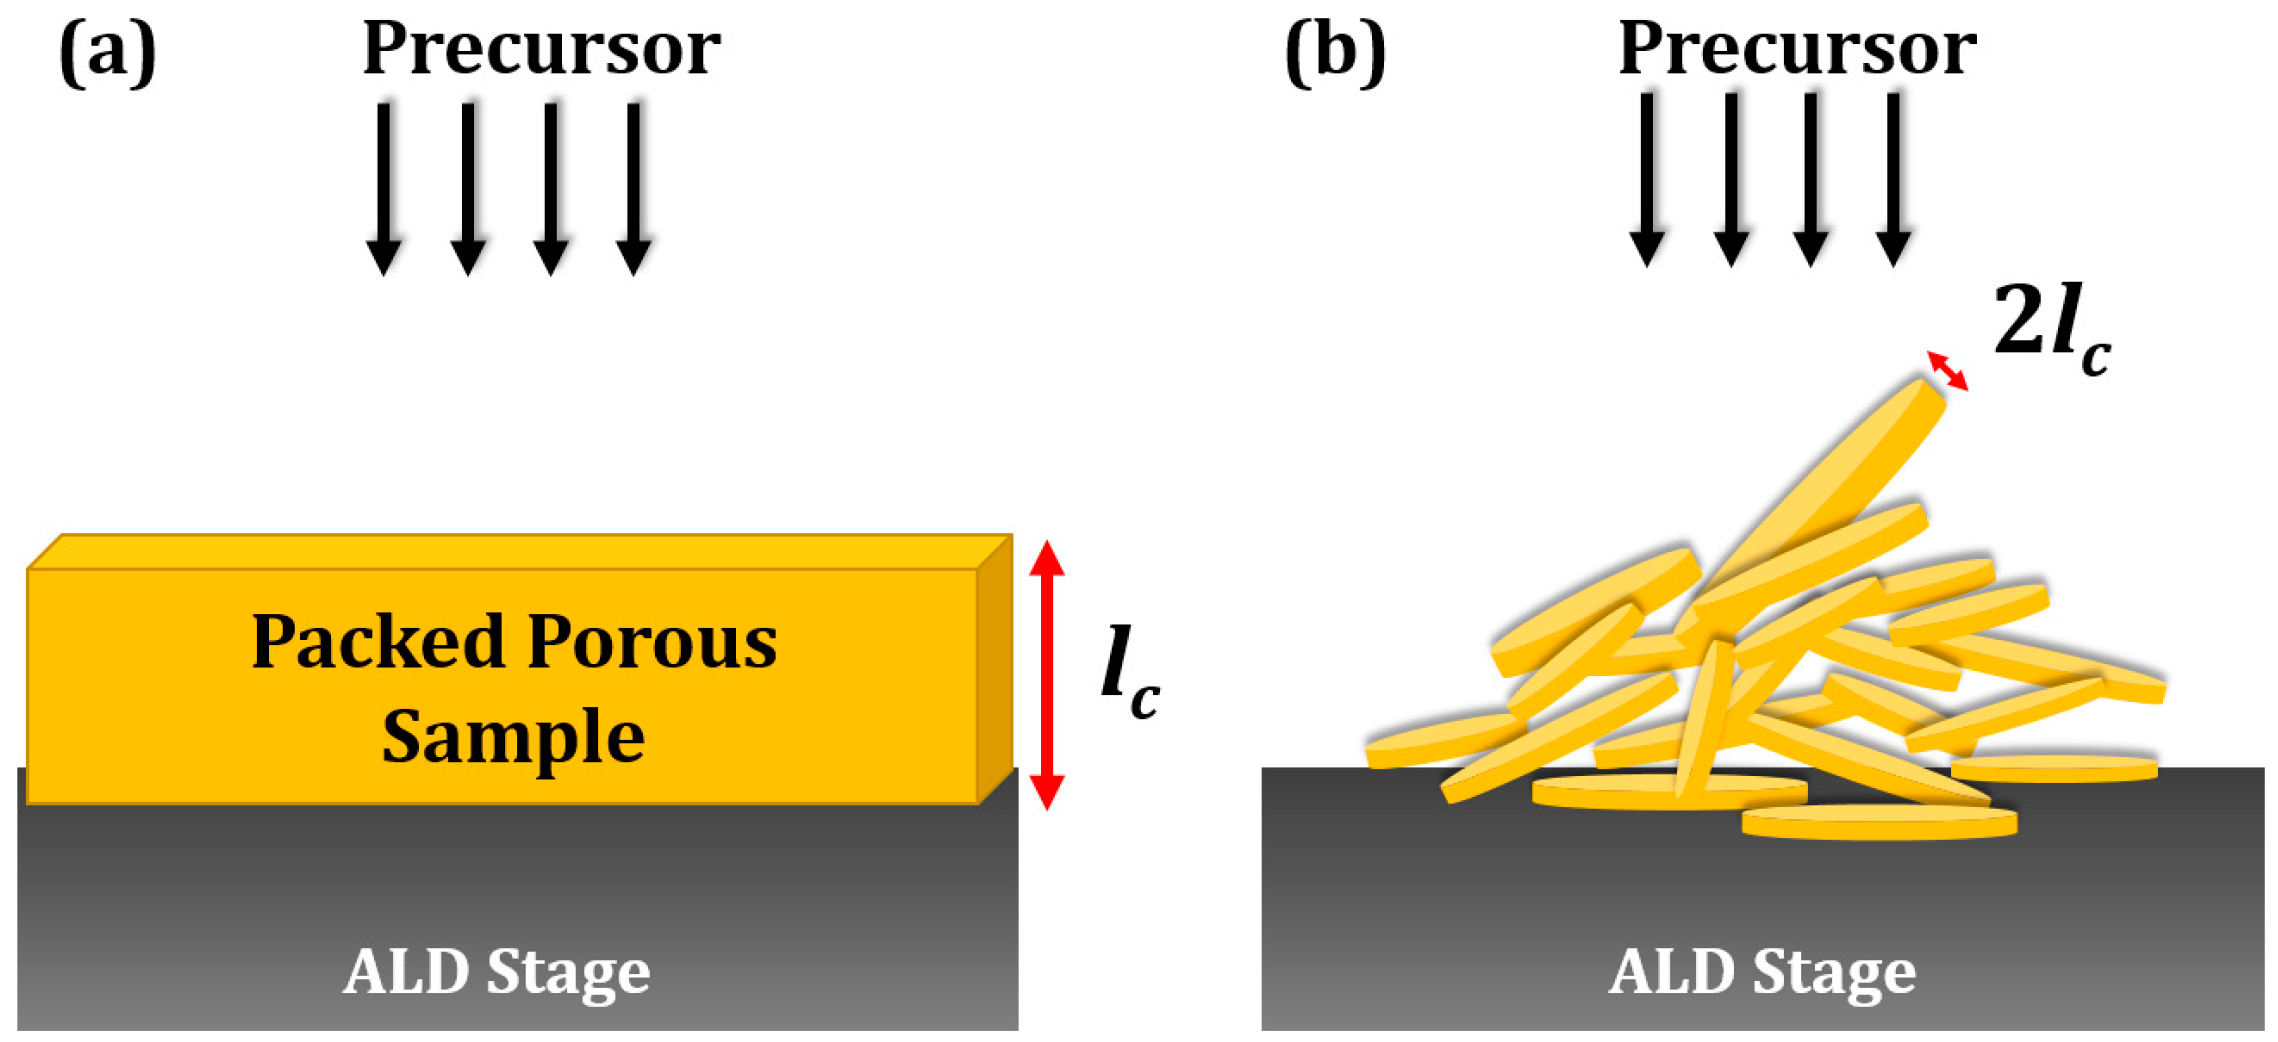 (a)
Precursor
Packed Porous
Sample
lc
ALD Stage
(b)
Precursor
2lc
ALD Stage